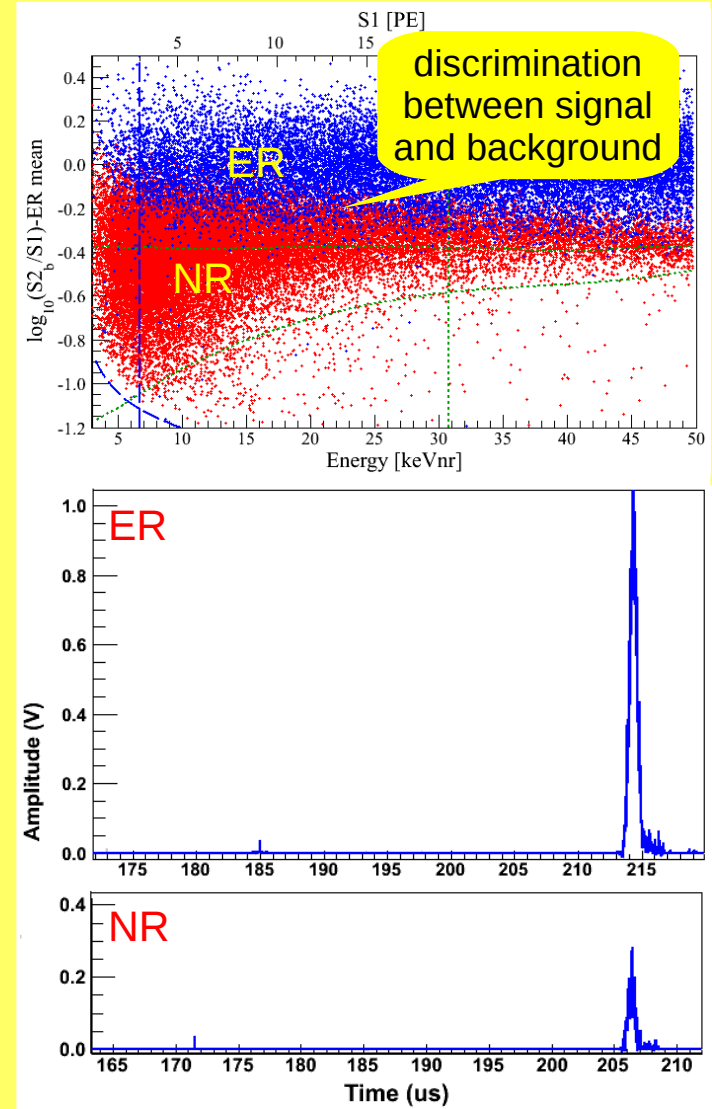 S1 [PE]
5 10 15
discrimination
between signal
and background
log10(S2b/S1)-ER mean
0.4
0.2
0.0
-0.2
-0.4
-0.6
-0.8
-1.0
-1.2
ER
NR
5 10 15 20 25 30 35 40 45 50
Energy [keVnr]
ER
Amplitude (V)
1.0
0.8
0.6
0.4
0.2
0.0
175 180 185 190 195 200 205 210 215
NR
0.4
0.2
0.0
165 170 175 180 185 190 195 200 205 210
Time (us)